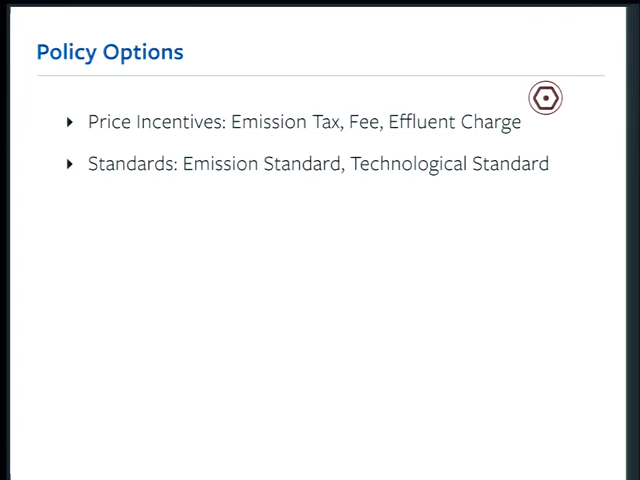 Policy Options
Price Incentives: Emission Tax, Fee, Effluent Charge
Standards: Emission Standard, Technological Standard